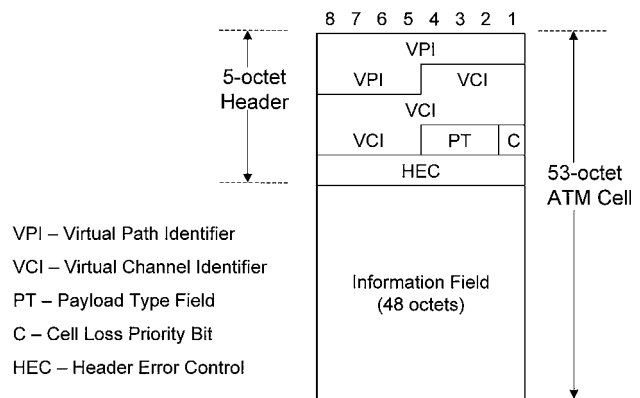 8 7 6 5 4 3 2 1
VPI
5-octet
Header
VPI VCI
VCI
VCI PT C
HEC
53-octet
ATM Cell
VPI – Virtual Path Identifier
VCI – Virtual Channel Identifier
PT – Payload Type Field
C – Cell Loss Priority Bit
HEC – Header Error Control
Information Field
(48 octets)